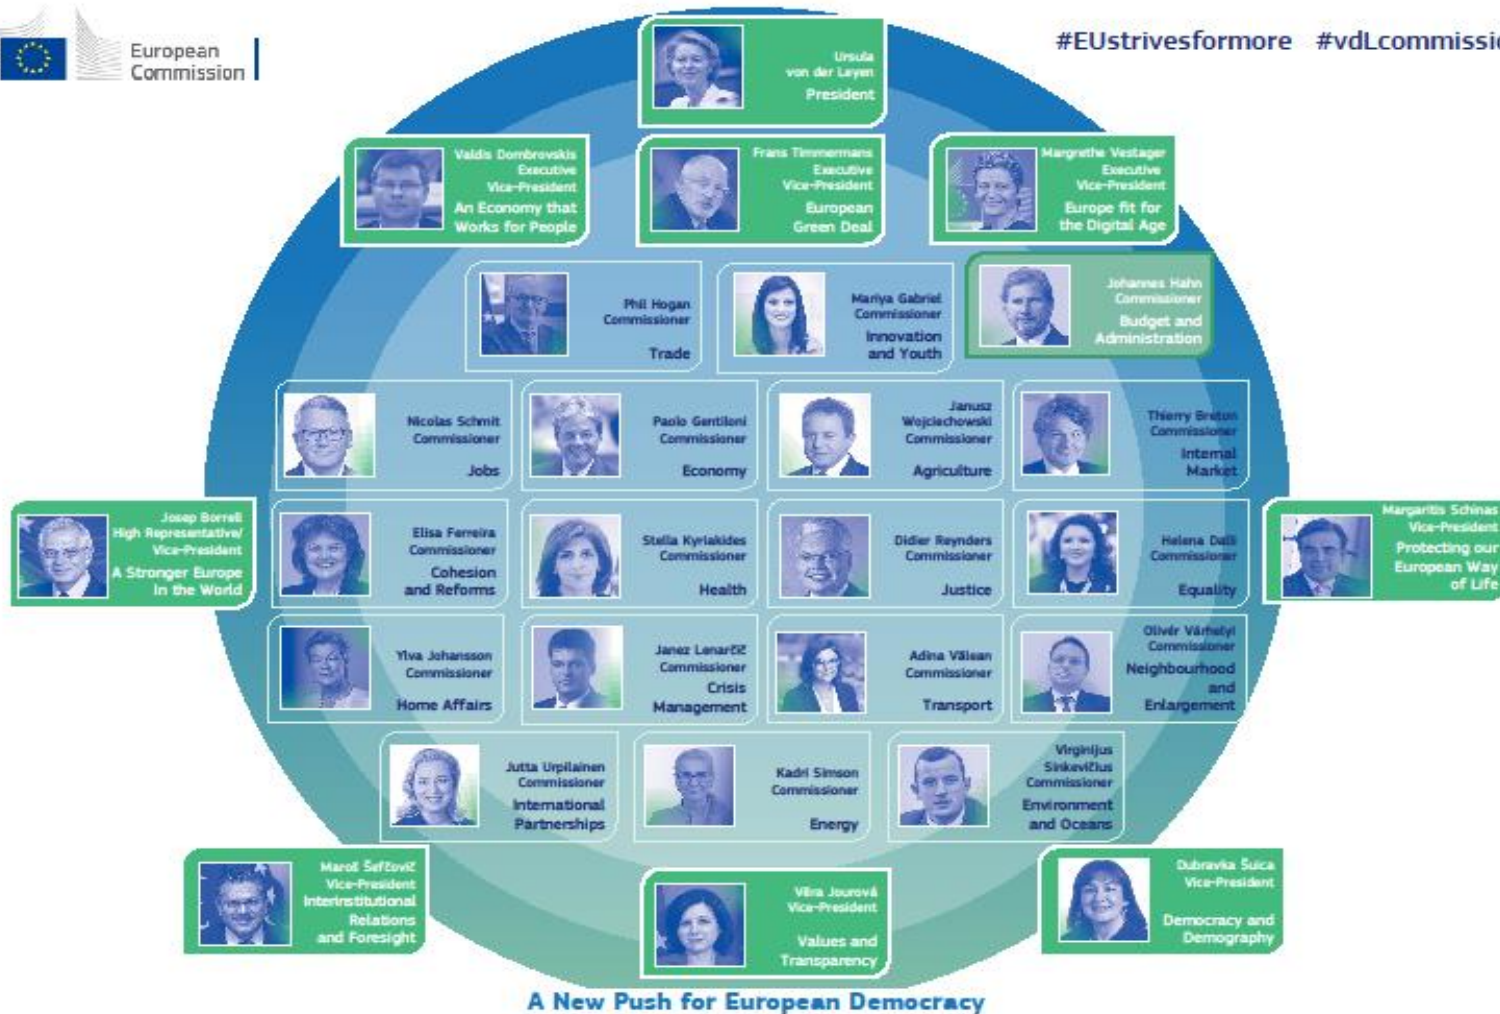 European
Commission
#EUstrivesformore #vdLcommissio
Ursula
von der Leyen
President
Valdis Dombrovskis
Executive
Vice-President
An Economy that
Works for People
Frans Timmermans
Executive
Vice-President
European
Green Deal
Margrethe Vestager
Executive
Vice-President
Europe fit for
the Digital Age
Phil Hogan
Commissioner
Trade
Mariya Gabriel
Commissioner
Innovation
and Youth
Johannes Hahn
Commissioner
Budget and
Administration
Nicolas Schmit
Commissioner
Jobs
Paolo Gentiloni
Commissioner
Economy
Janusz
Wojciechowski
Commissioner
Agriculture
Thierry Breton
Commissioner
Internal
Market
Josep Borrell
High Representative/
Vice-President
A Stronger Europe
in the World
Elisa Ferreira
Commissioner
Cohesion
and Reforms
Stella Kyriakides
Commissioner
Health
Didier Reynders
Commissioner
Justice
Helena Dalli
Commissioner
Equality
Margaritis Schinas
Vice-President
Protecting our
European Way
of Life
Ylva Johansson
Commissioner
Home Affairs
Janez Lenarčič
Commissioner
Crisis
Management
Adina Vălean
Commissioner
Transport
Olivér Várhelyi
Commissioner
Neighbourhood
and
Enlargement
Jutta Urpilainen
Commissioner
International
Partnerships
Kadri Simson
Commissioner
Energy
Virginijus
Sinkevičius
Commissioner
Environment
and Oceans
Maroš Šefčovič
Vice-President
Interinstitutional
Relations
and Foresight
Věra Jourová
Vice-President
Values and
Transparency
Dubravka Šuica
Vice-President
Democracy and
Demography
A New Push for European Democracy